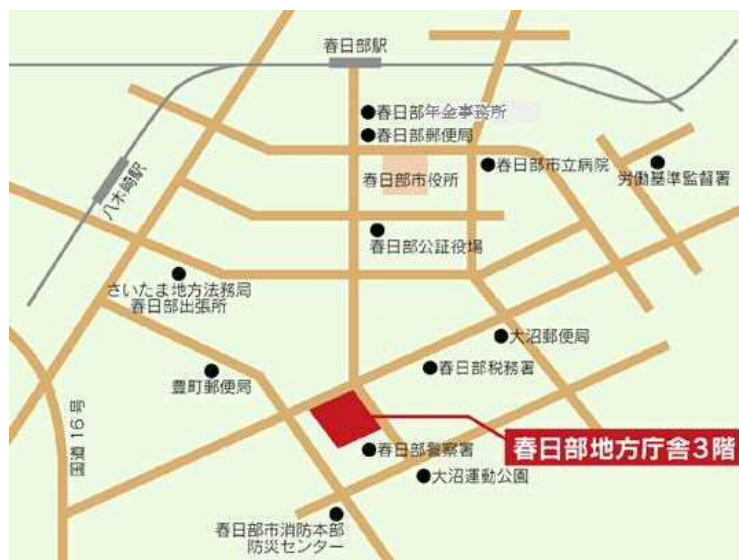 春日部駅
春日部年金事務所
春日部郵便局
春日部市役所
春日部市立病院
労働基準監督署
八木崎駅
春日部公証役場
さいたま地方法務局
春日部出張所
大沼郵便局
春日部税務署
豊町郵便局
国道16号
春日部地方庁舎3階
春日部警察署
大沼運動公園
春日部市消防本部
防災センター